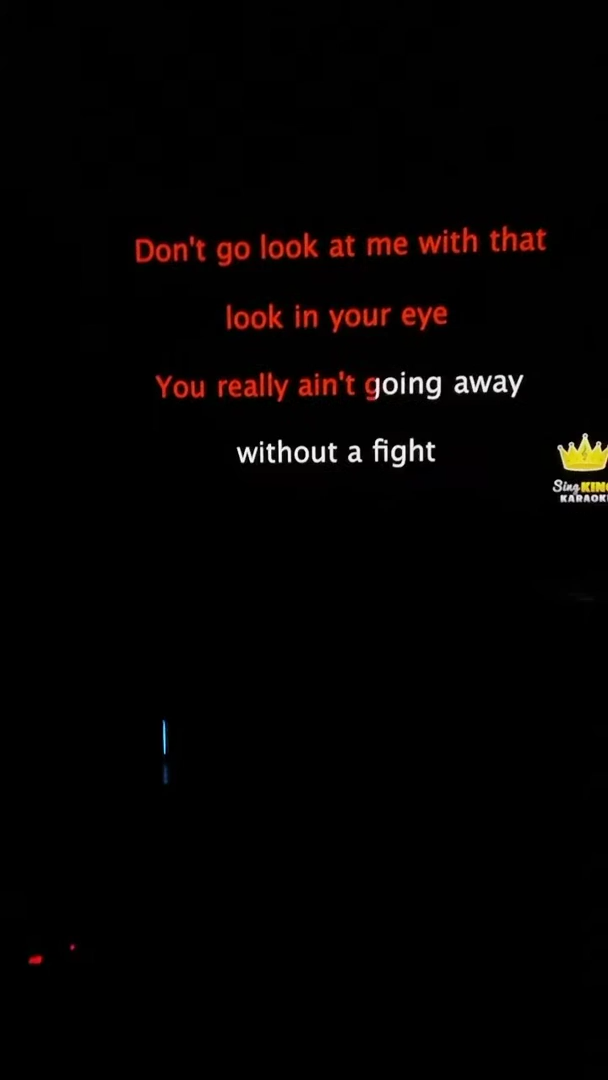 Don't go look at me with that
look in your eye
You really ain't going away
without a fight
Sing KING
KARAOKE